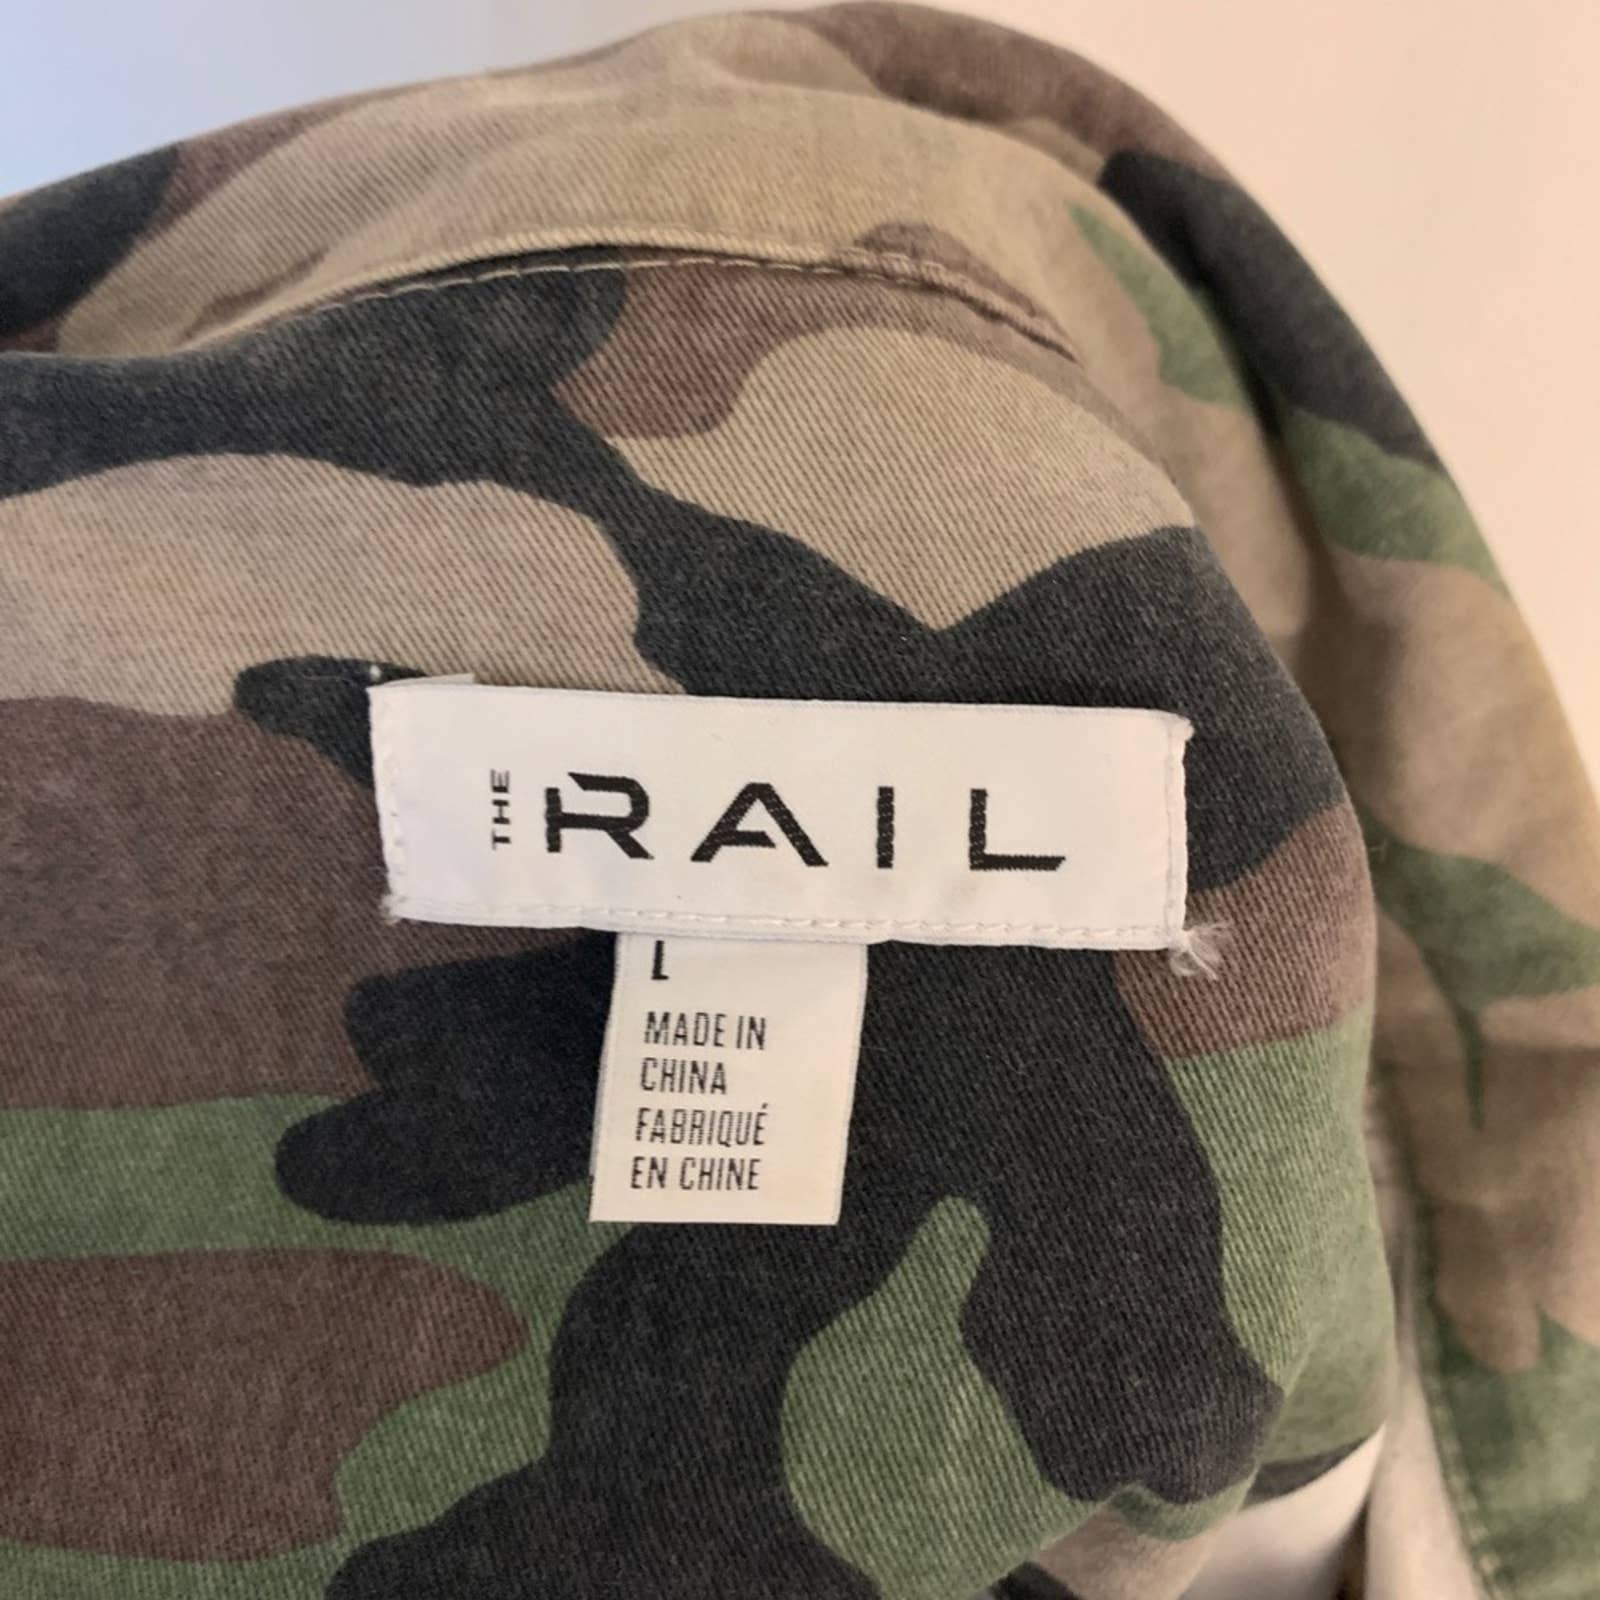 THE RAIL
L
MADE IN
CHINA
FABRIQUÉ
EN CHINE